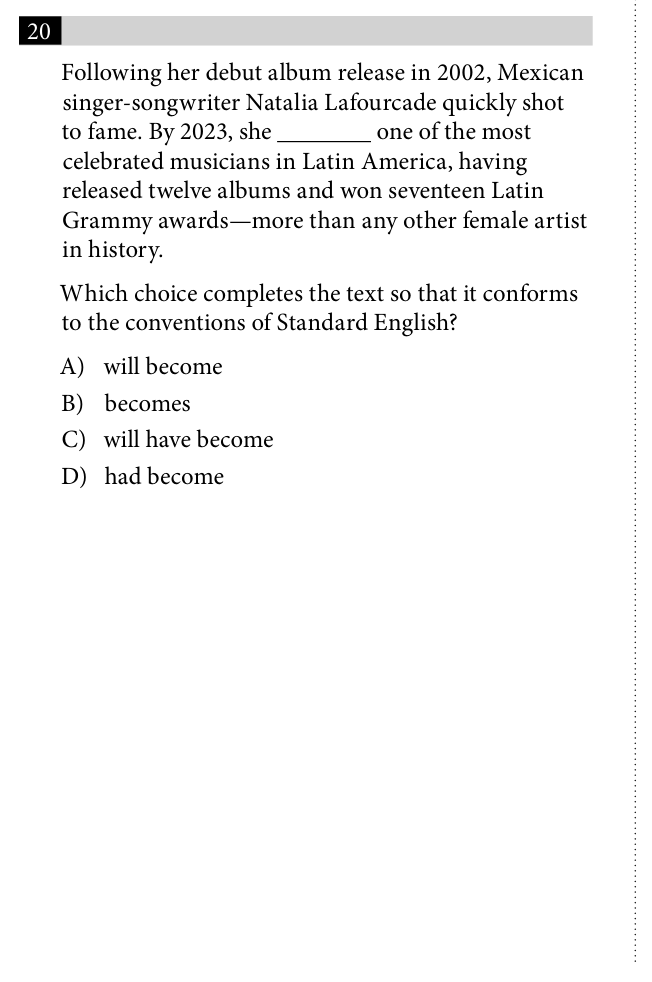 20
Following her debut album release in 2002, Mexican
singer-songwriter Natalia Lafourcade quickly shot
to fame. By 2023, she ________ one of the most
celebrated musicians in Latin America, having
released twelve albums and won seventeen Latin
Grammy awards—more than any other female artist
in history.
Which choice completes the text so that it conforms
to the conventions of Standard English?
A) will become
B) becomes
C) will have become
D) had become